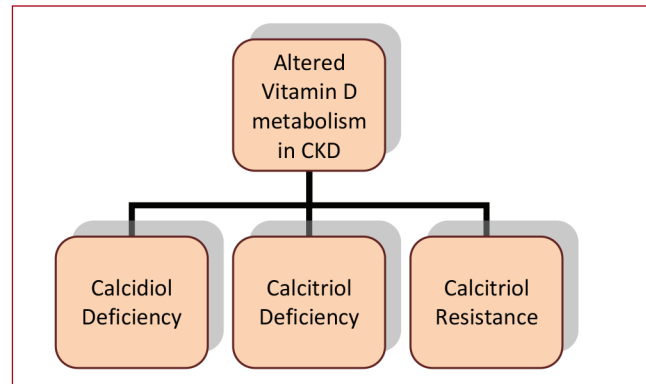 Altered
Vitamin D
metabolism
in CKD
Calcidiol
Deficiency
Calcitriol
Deficiency
Calcitriol
Resistance